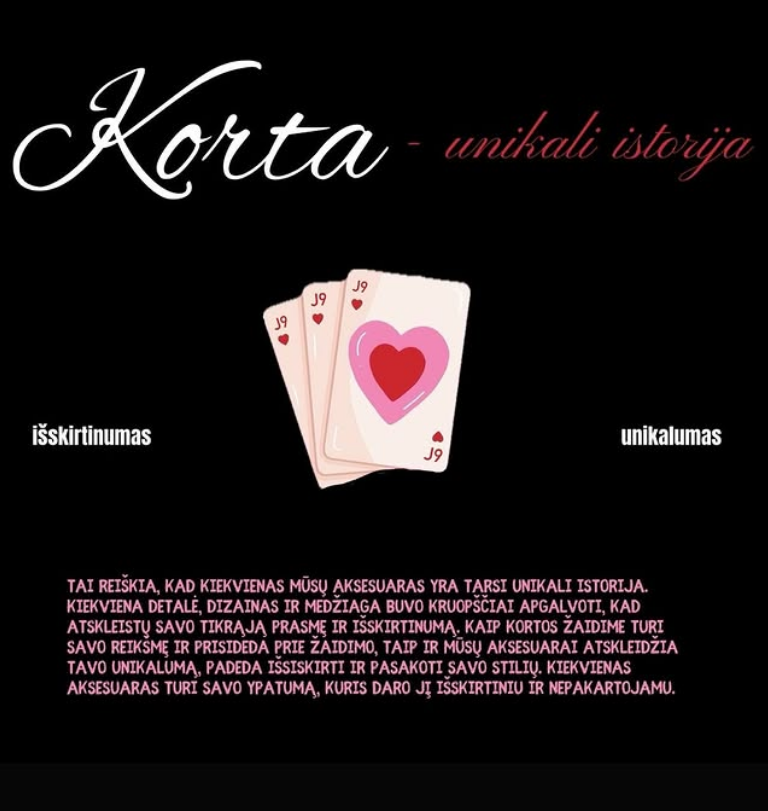 Korta - unikali istorija
J9
J9
J9
J9
išskirtinumas
unikalumas
TAI REIŠKIA, KAD KIEKVIENAS MŪSŲ AKSESUARAS YRA TARSI UNIKALI ISTORIJA.
KIEKVIENA DETALĖ, DIZAINAS IR MEDŽIAGA BUVO KRUOPŠČIAI APGALVOTI, KAD
ATSKLEISTŲ SAVO TIKRĄJĄ PRASMĘ IR IŠSKIRTINUMĄ. KAIP KORTOS ŽAIDIME TURI
SAVO REIKŠMĘ IR PRISIDEDA PRIE ŽAIDIMO, TAIP IR MŪSŲ AKSESUARAI ATSKLEIDŽIA
TAVO UNIKALUMĄ, PADEDA IŠSISKIRTI IR PASAKOTI SAVO STILIŲ. KIEKVIENAS
AKSESUARAS TURI SAVO YPATUMĄ, KURIS DARO JĮ IŠSKIRTINIU IR NEPAKARTOJAMU.